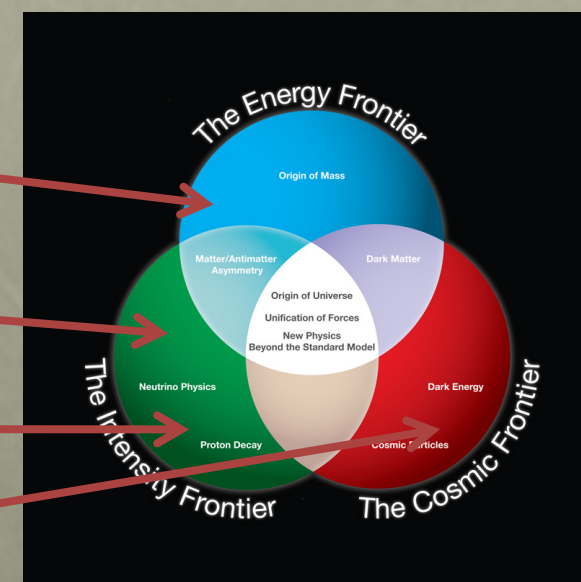 The Energy Frontier
Origin of Mass
Matter/Antimatter
Asymmetry
Dark Matter
Origin of Universe
Unification of Forces
New Physics
Beyond the Standard Model
Neutrino Physics
Dark Energy
Proton Decay
Cosmic
The Intensity Frontier
The Cosmic Frontier